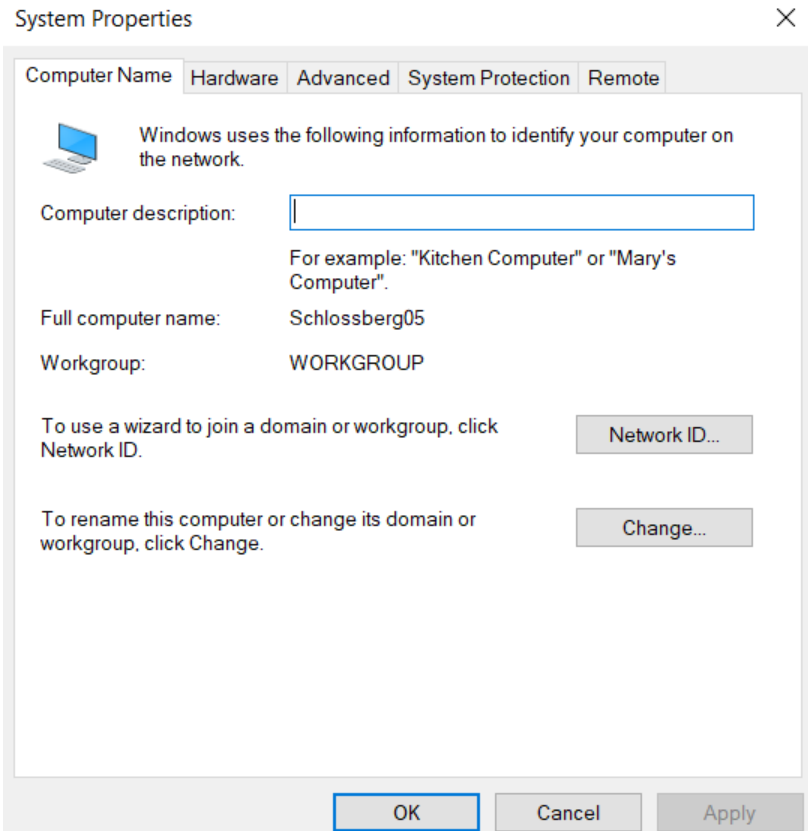 System Properties
Computer Name Hardware Advanced System Protection Remote
Windows uses the following information to identify your computer on
the network.
Computer description:
For example: "Kitchen Computer" or "Mary's
Computer".
Full computer name: Schlossberg05
Workgroup: WORKGROUP
To use a wizard to join a domain or workgroup, click
Network ID.
Network ID...
To rename this computer or change its domain or
workgroup, click Change.
Change...
OK Cancel Apply